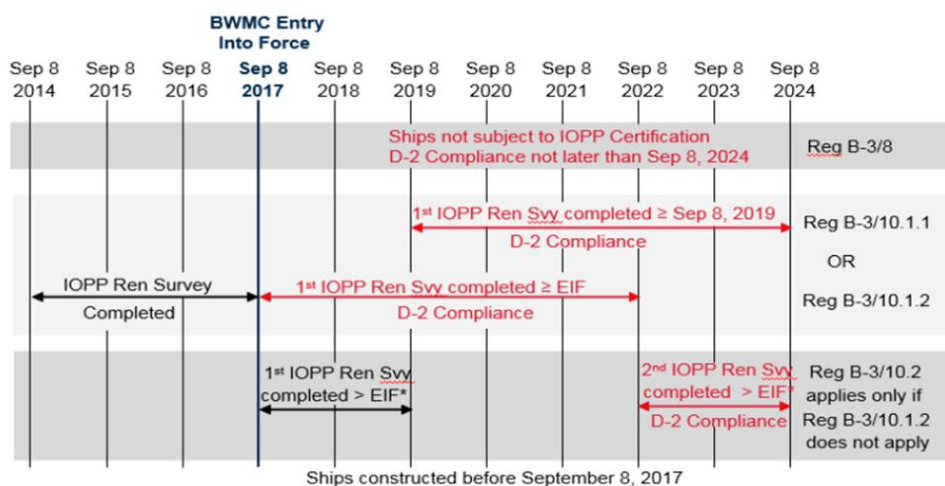 BWMC Entry
Into Force
Sep 8 Sep 8 Sep 8 Sep 8 Sep 8 Sep 8 Sep 8 Sep 8 Sep 8 Sep 8 Sep 8
2014 2015 2016 2017 2018 2019 2020 2021 2022 2023 2024
Ships not subject to IOPP Certification
D-2 Compliance not later than Sep 8, 2024
Reg B-3/8
1st IOPP Ren Svy completed ≥ Sep 8, 2019
D-2 Compliance
Reg B-3/10.1.1
OR
IOPP Ren Survey
Completed
1st IOPP Ren Svy completed ≥ EIF
D-2 Compliance
Reg B-3/10.1.2
1st IOPP Ren Svy
completed > EIF*
2nd IOPP Ren Svy
completed > EIF*
D-2 Compliance
Reg B-3/10.2
applies only if
Reg B-3/10.1.2
does not apply
Ships constructed before September 8, 2017